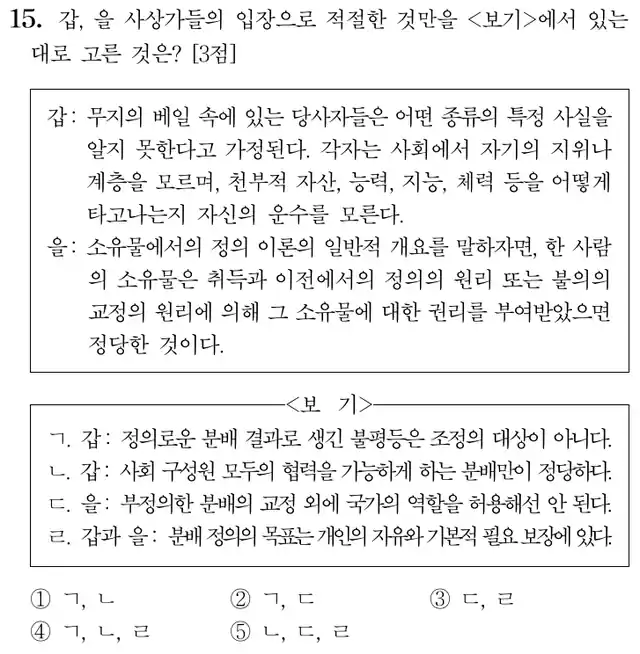 15. 갑, 을 사상가들의 입장으로 적절한 것만을 <보기>에서 있는
대로 고른 것은? [3점]
갑: 무지의 베일 속에 있는 당사자들은 어떤 종류의 특정 사실을
알지 못한다고 가정된다. 각자는 사회에서 자기의 지위나
계층을 모르며, 천부적 자산, 능력, 지능, 체력 등을 어떻게
타고나는지 자신의 운수를 모른다.
을: 소유물에서의 정의 이론의 일반적 개요를 말하자면, 한 사람
의 소유물은 취득과 이전에서의 정의의 원리 또는 불의의
교정의 원리에 의해 그 소유물에 대한 권리를 부여받았으면
정당한 것이다.
<보 기>
ㄱ. 갑: 정의로운 분배 결과로 생긴 불평등은 조정의 대상이 아니다.
ㄴ. 갑: 사회 구성원 모두의 협력을 가능하게 하는 분배만이 정당하다.
ㄷ. 을: 부정의한 분배의 교정 외에 국가의 역할을 허용해선 안 된다.
ㄹ. 갑과 을: 분배 정의의 목표는 개인의 자유와 기본적 필요 보장에 있다.
① ㄱ, ㄴ ② ㄱ, ㄷ ③ ㄷ, ㄹ
④ ㄱ, ㄴ, ㄹ ⑤ ㄴ, ㄷ, ㄹ